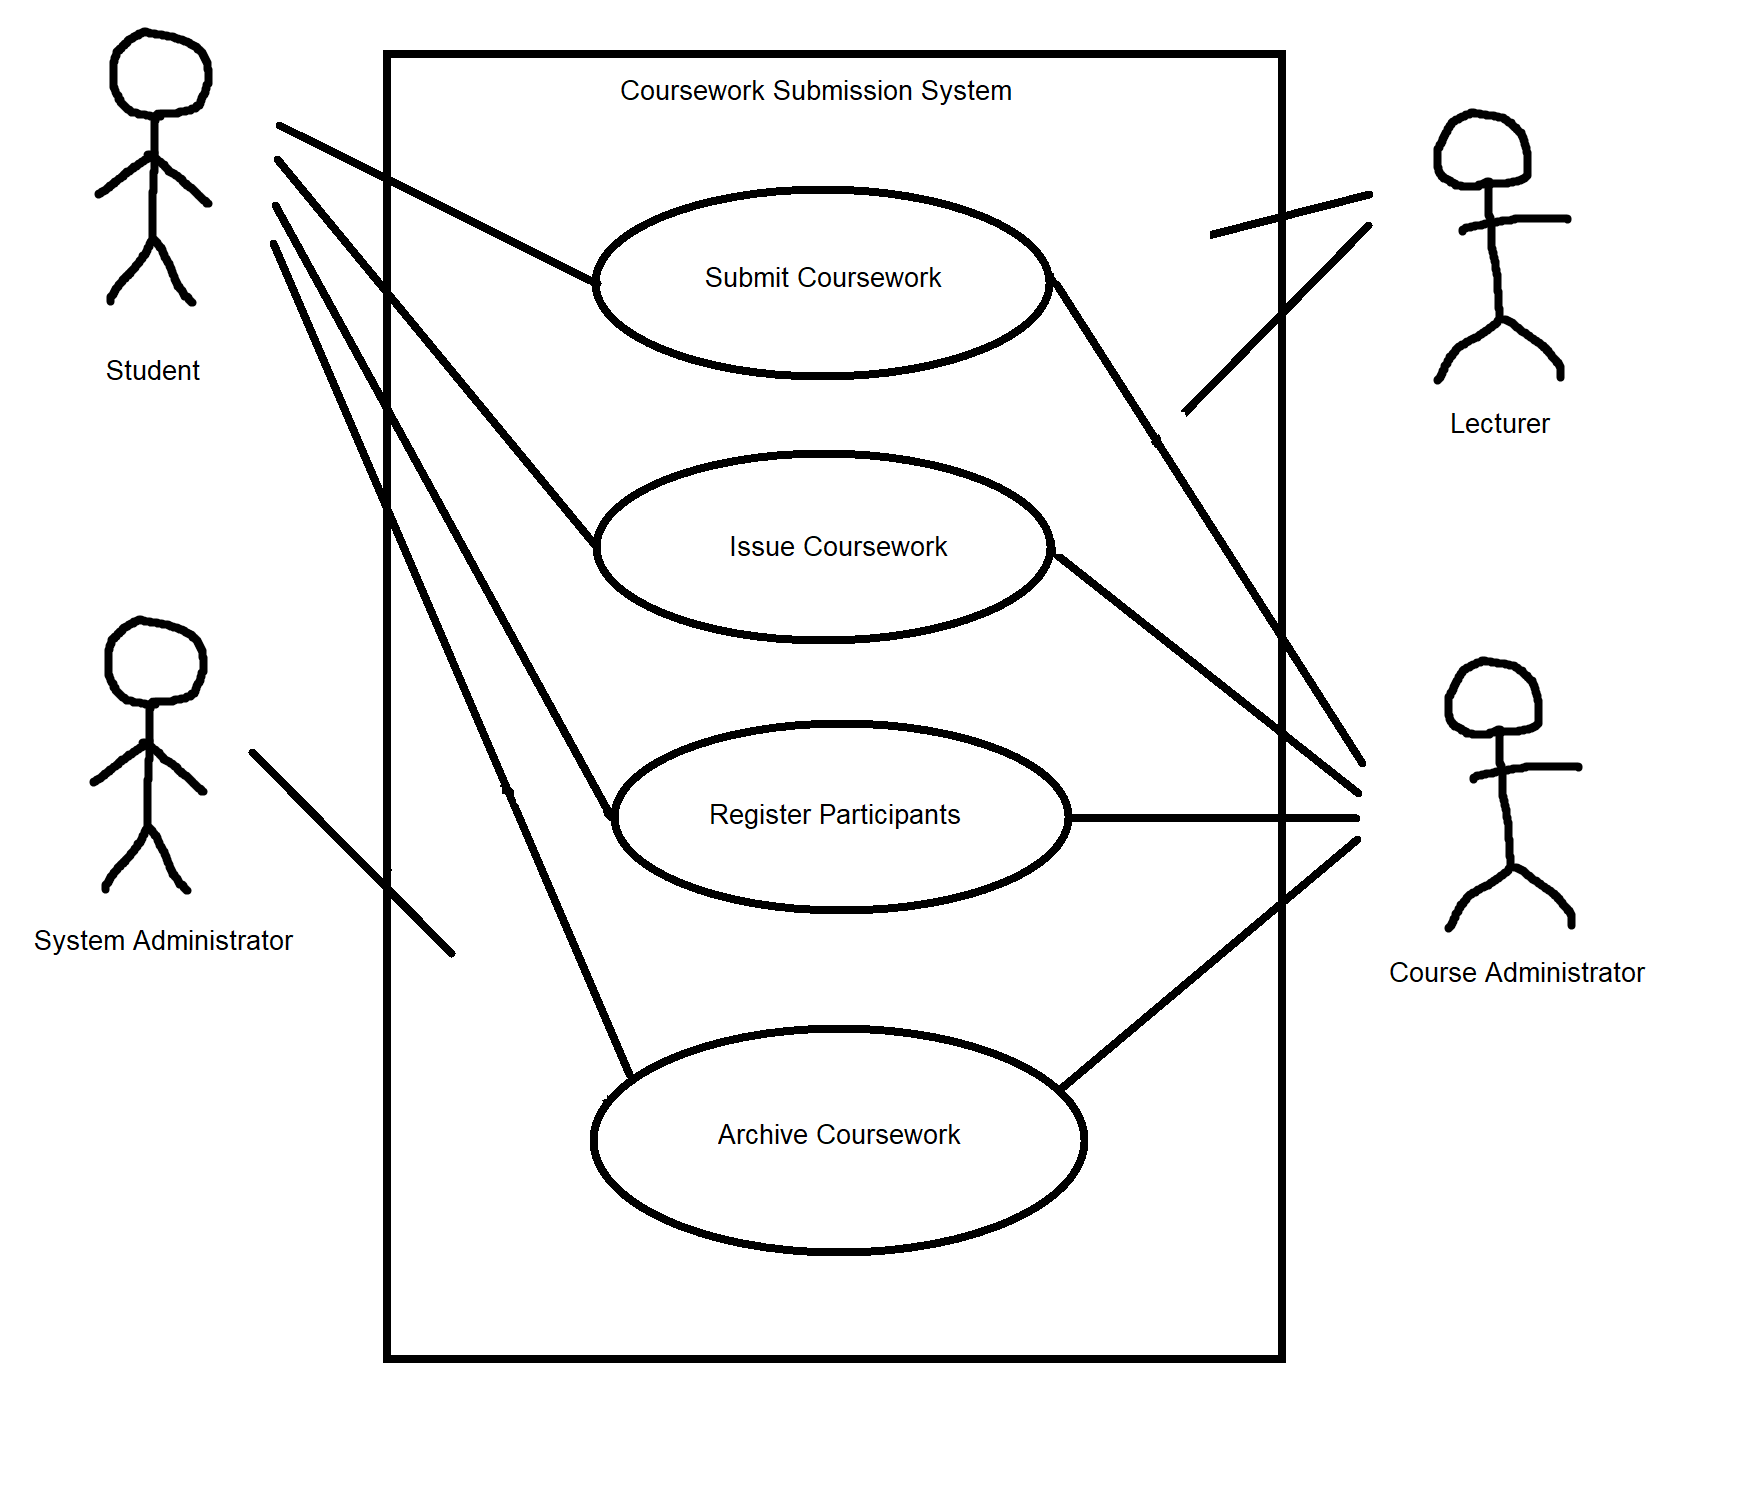 Coursework Submission System
Submit Coursework
Student
Lecturer
Issue Coursework
Register Participants
System Administrator
Course Administrator
Archive Coursework